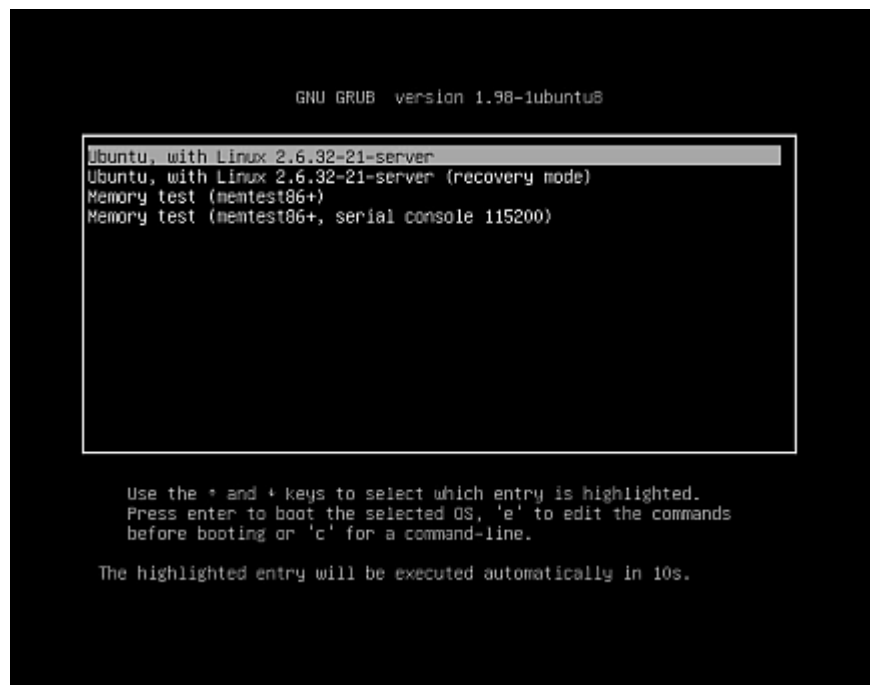 GNU GRUB  version 1.98-1ubuntu8
Ubuntu, with Linux 2.6.32-21-server
Ubuntu, with Linux 2.6.32-21-server (recovery mode)
Memory test (memtest86+)
Memory test (memtest86+, serial console 115200)
Use the ↑ and ↓ keys to select which entry is highlighted.
Press enter to boot the selected OS, 'e' to edit the commands
before booting or 'c' for a command-line.
The highlighted entry will be executed automatically in 10s.